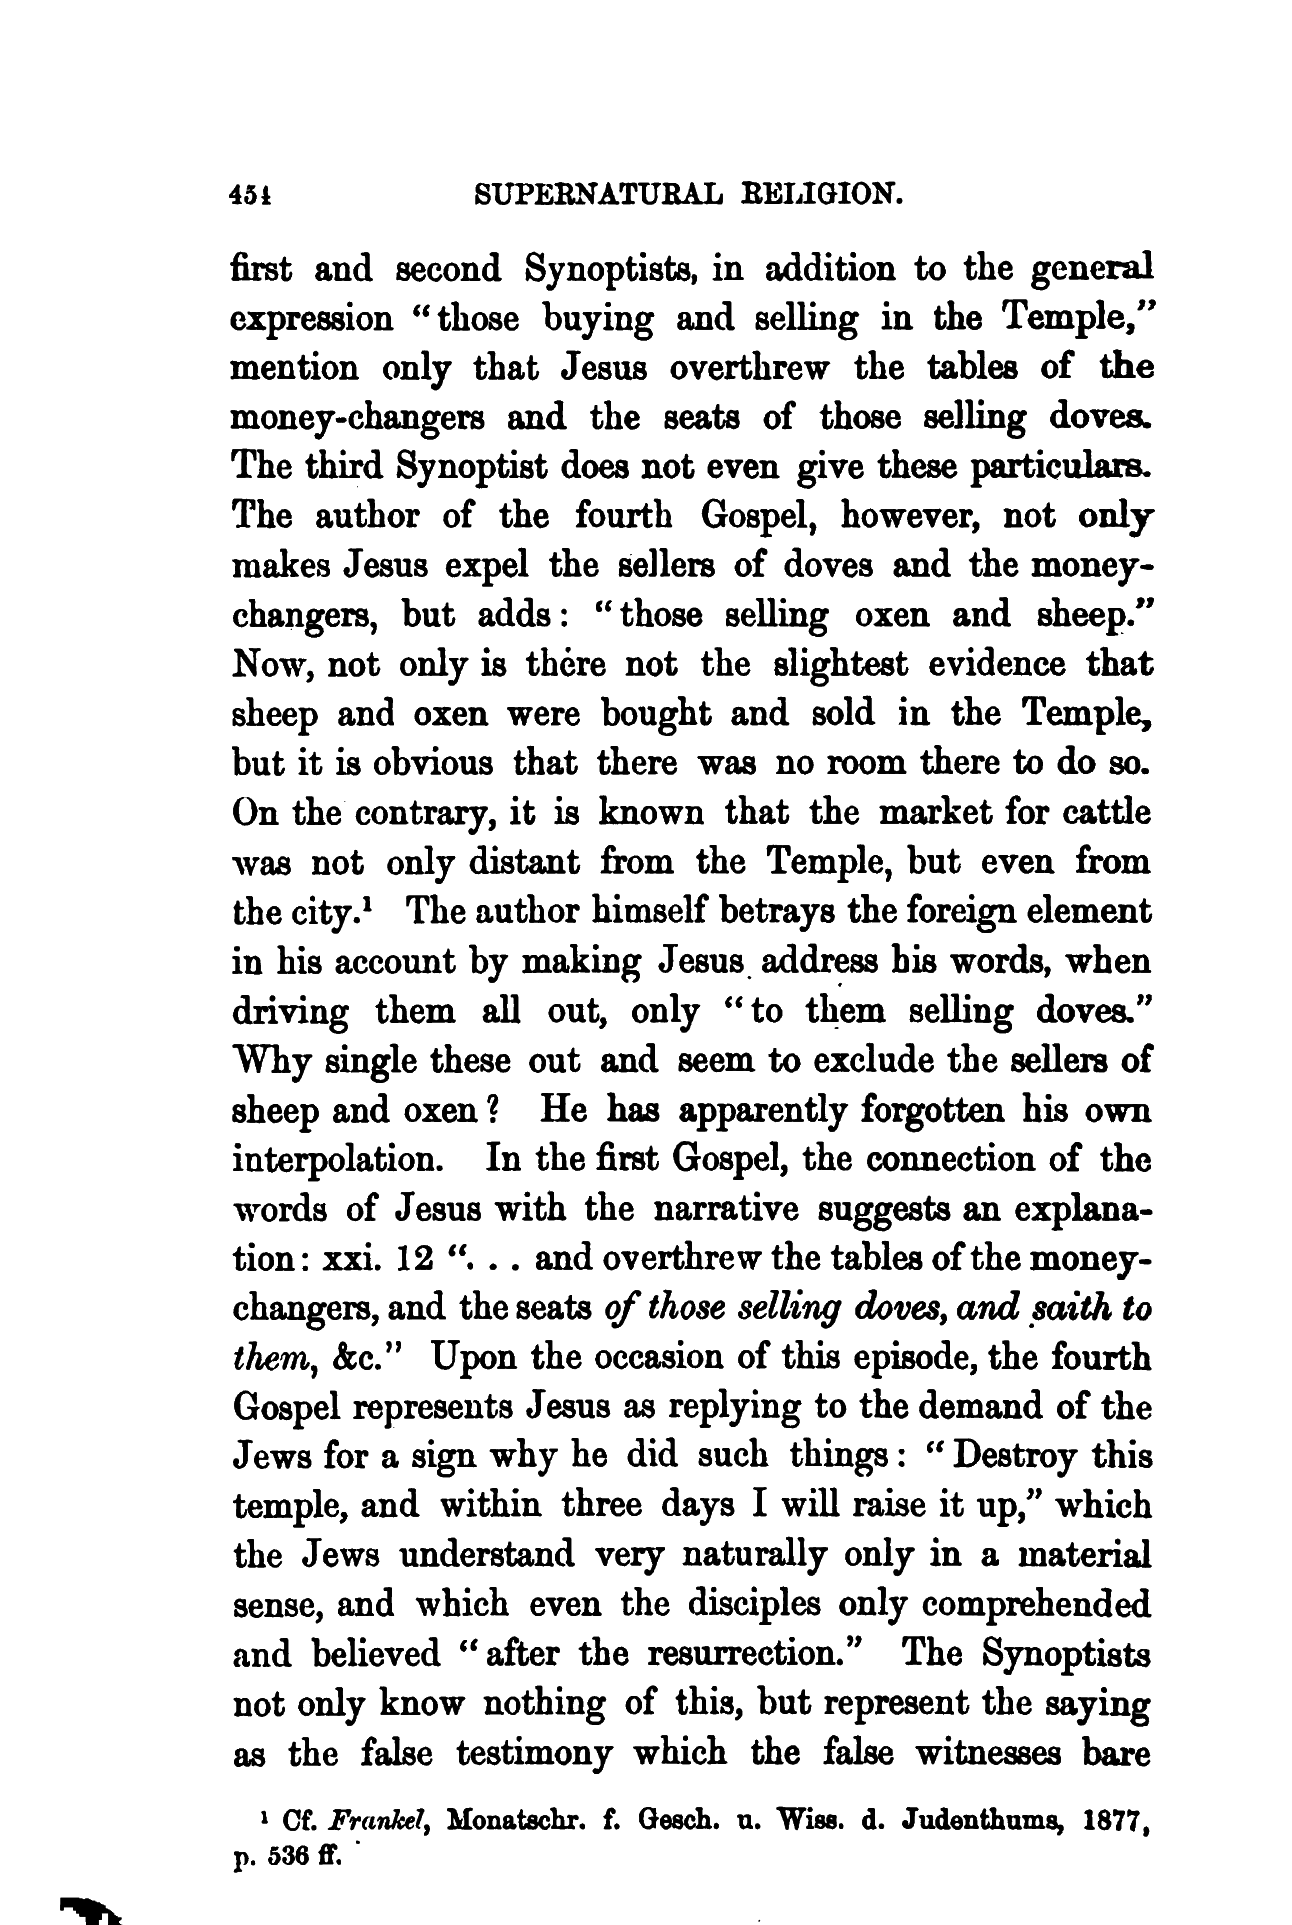 454 SUPERNATURAL RELIGION.
first and second Synoptists, in addition to the general
expression “those buying and selling in the Temple,”
mention only that Jesus overthrew the tables of the
money-changers and the seats of those selling doves.
The third Synoptist does not even give these particulars.
The author of the fourth Gospel, however, not only
makes Jesus expel the sellers of doves and the money-
changers, but adds: “those selling oxen and sheep.”
Now, not only is there not the slightest evidence that
sheep and oxen were bought and sold in the Temple,
but it is obvious that there was no room there to do so.
On the contrary, it is known that the market for cattle
was not only distant from the Temple, but even from
the city.¹ The author himself betrays the foreign element
in his account by making Jesus address his words, when
driving them all out, only “to them selling doves.”
Why single these out and seem to exclude the sellers of
sheep and oxen? He has apparently forgotten his own
interpolation. In the first Gospel, the connection of the
words of Jesus with the narrative suggests an explana-
tion: xxi. 12 “. . . and overthrew the tables of the money-
changers, and the seats of those selling doves, and saith to
them, &c.” Upon the occasion of this episode, the fourth
Gospel represents Jesus as replying to the demand of the
Jews for a sign why he did such things: “Destroy this
temple, and within three days I will raise it up,” which
the Jews understand very naturally only in a material
sense, and which even the disciples only comprehended
and believed “after the resurrection.” The Synoptists
not only know nothing of this, but represent the saying
as the false testimony which the false witnesses bare
¹ Cf. Frankel, Monatschr. f. Gesch. u. Wiss. d. Judenthums, 1877,
p. 536 ff.